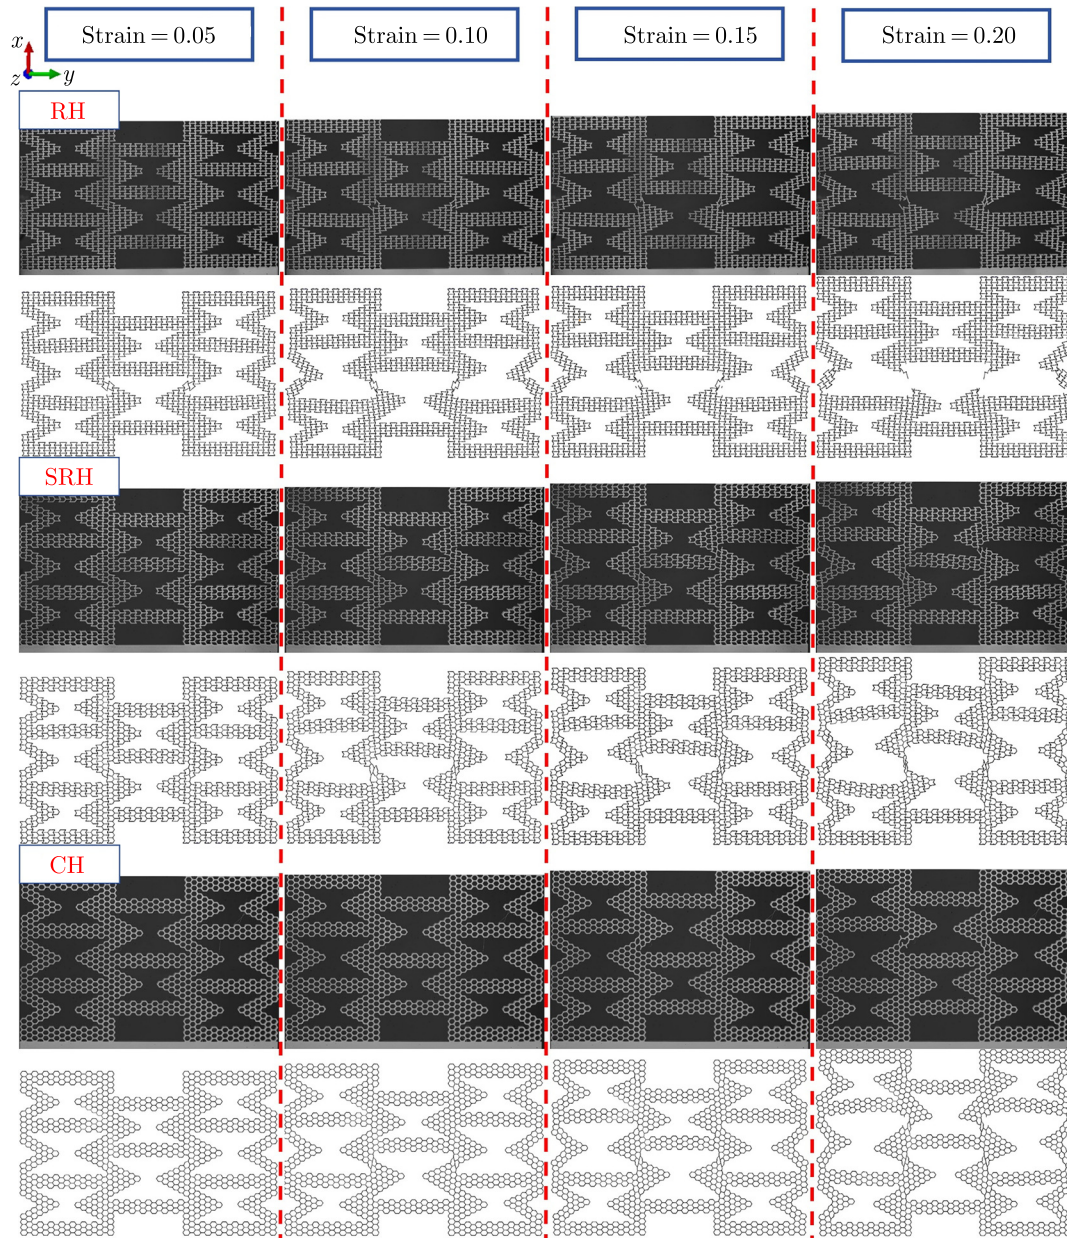 Strain = 0.05
Strain = 0.10
Strain = 0.15
Strain = 0.20
x
z
y
RH
SRH
CH